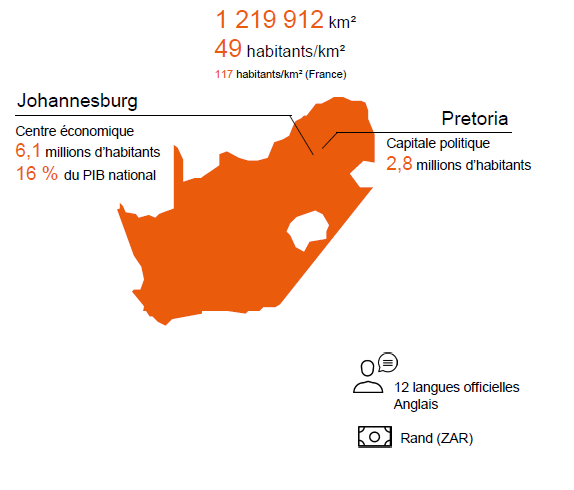 1 219 912 km²
49 habitants/km²
117 habitants/km² (France)
Johannesburg
Centre économique
6,1 millions d'habitants
16 % du PIB national
Pretoria
Capitale politique
2,8 millions d'habitants
12 langues officielles
Anglais
Rand (ZAR)